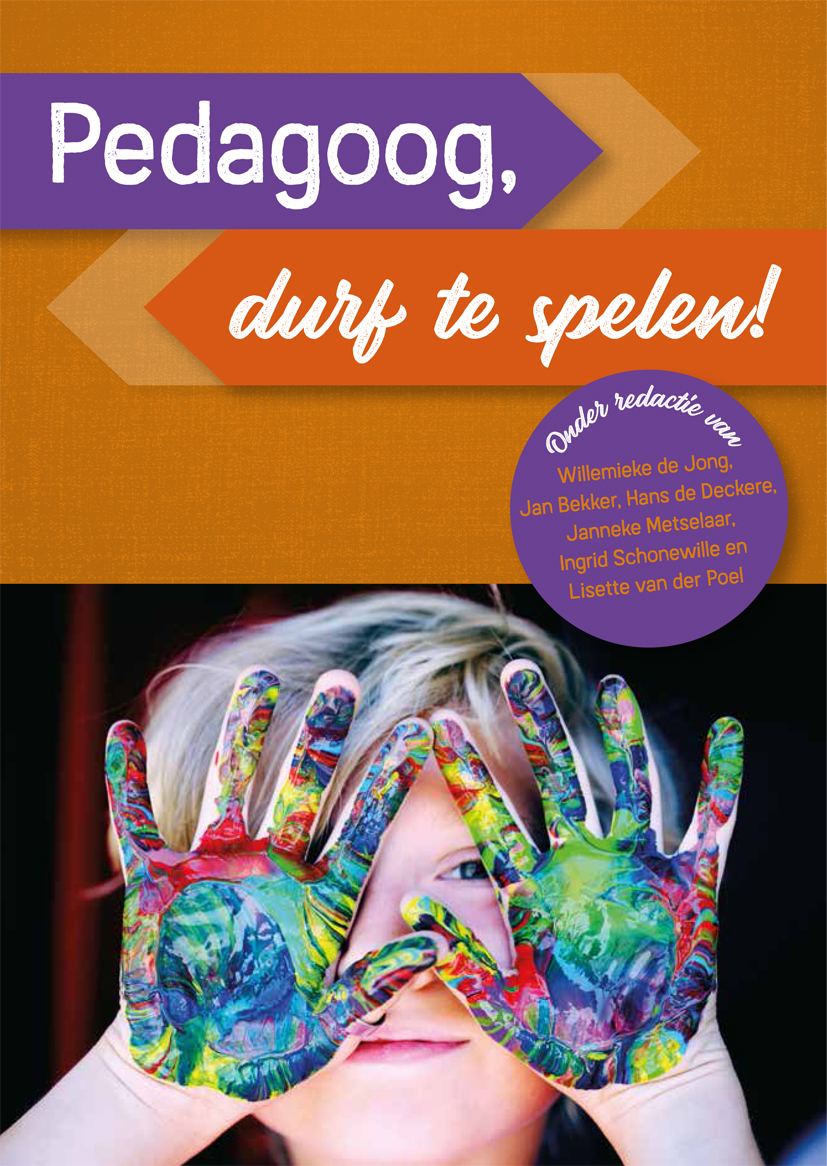 Pedagoog,
durf te spelen!
Onder redactie van
Willemieke de Jong,
Jan Bekker, Hans de Deckere,
Janneke Metselaar,
Ingrid Schonewille en
Lisette van der Poel